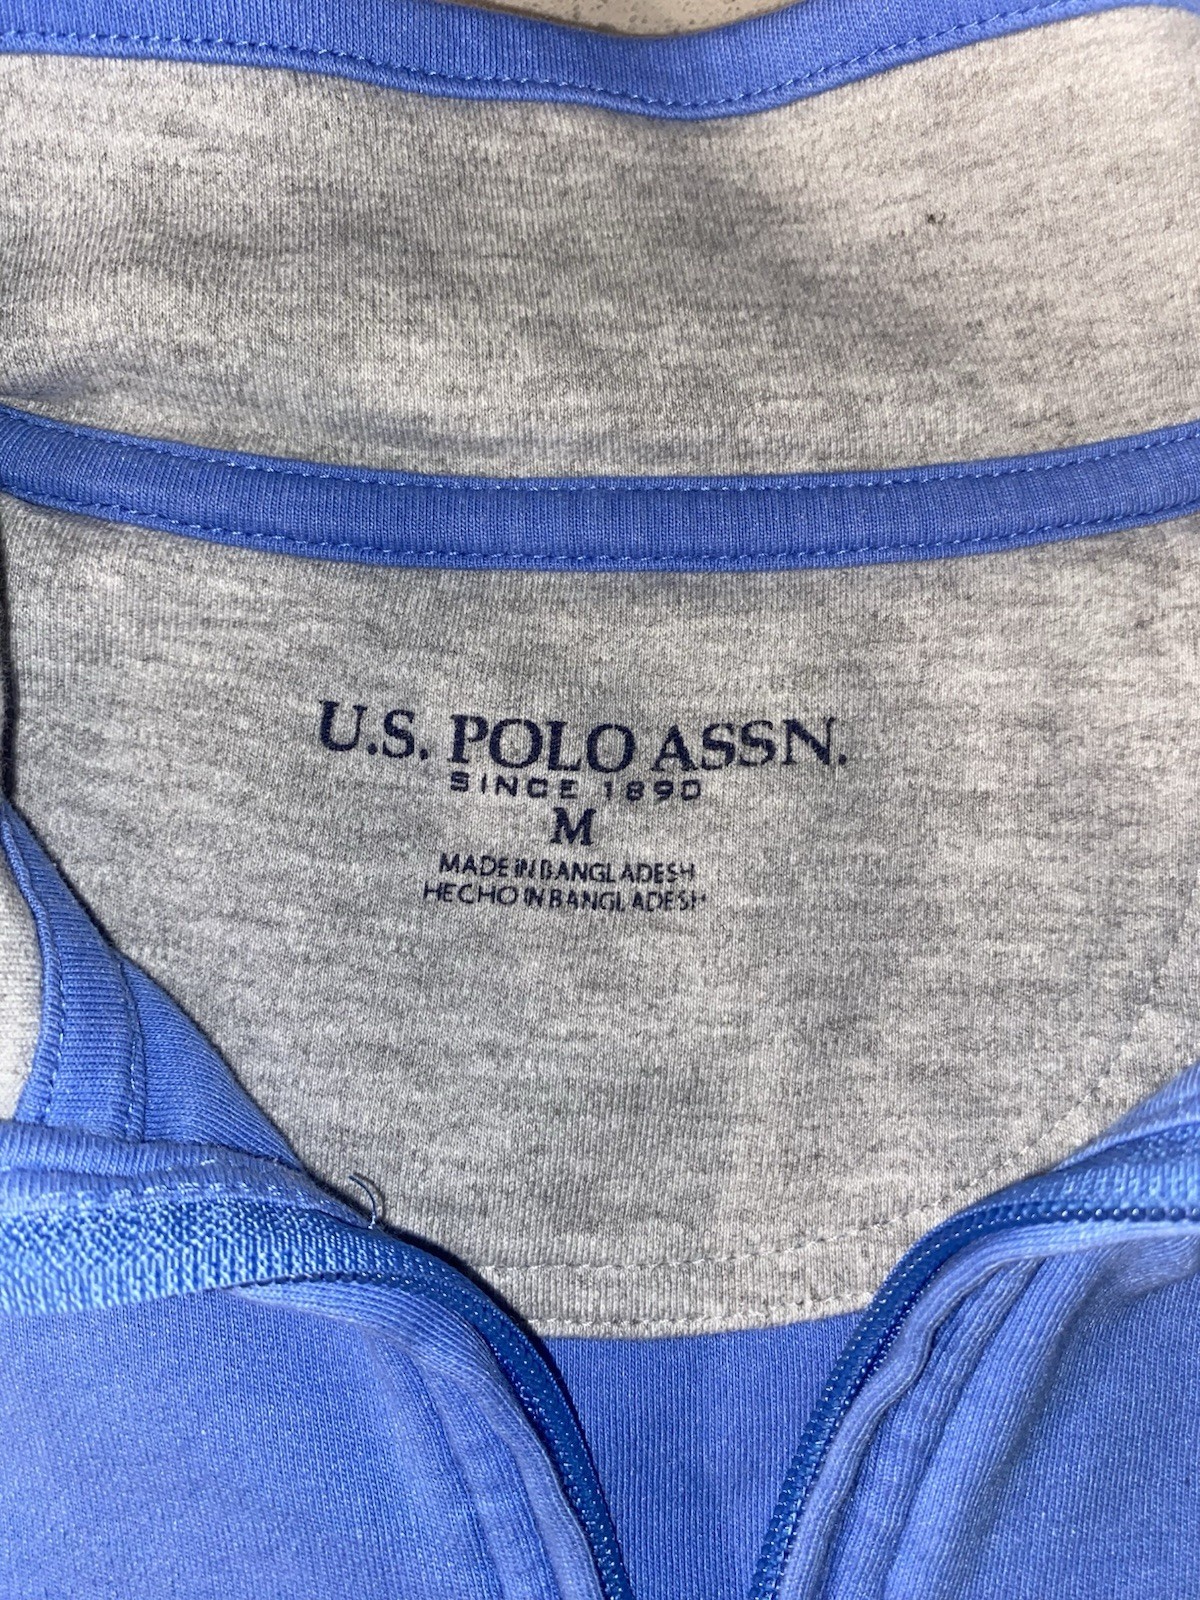 U.S. POLO ASSN.
SINCE 1890
M
MADE IN BANGLADESH
HECHO IN BANGLADESH